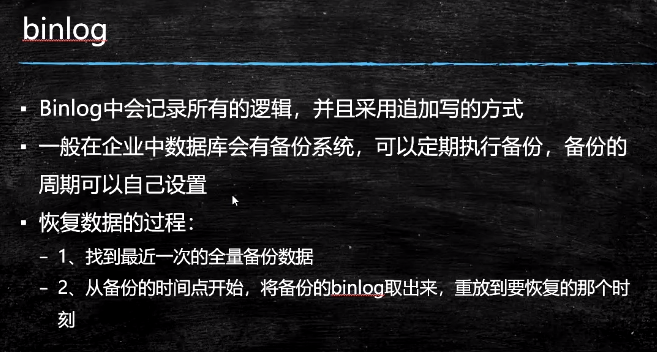 binlog
▪ Binlog中会记录所有的逻辑，并且采用追加写的方式
▪ 一般在企业中数据库会有备份系统，可以定期执行备份，备份的
周期可以自己设置
▪ 恢复数据的过程：
– 1、找到最近一次的全量备份数据
– 2、从备份的时间点开始，将备份的binlog取出来，重放到要恢复的那个时
刻